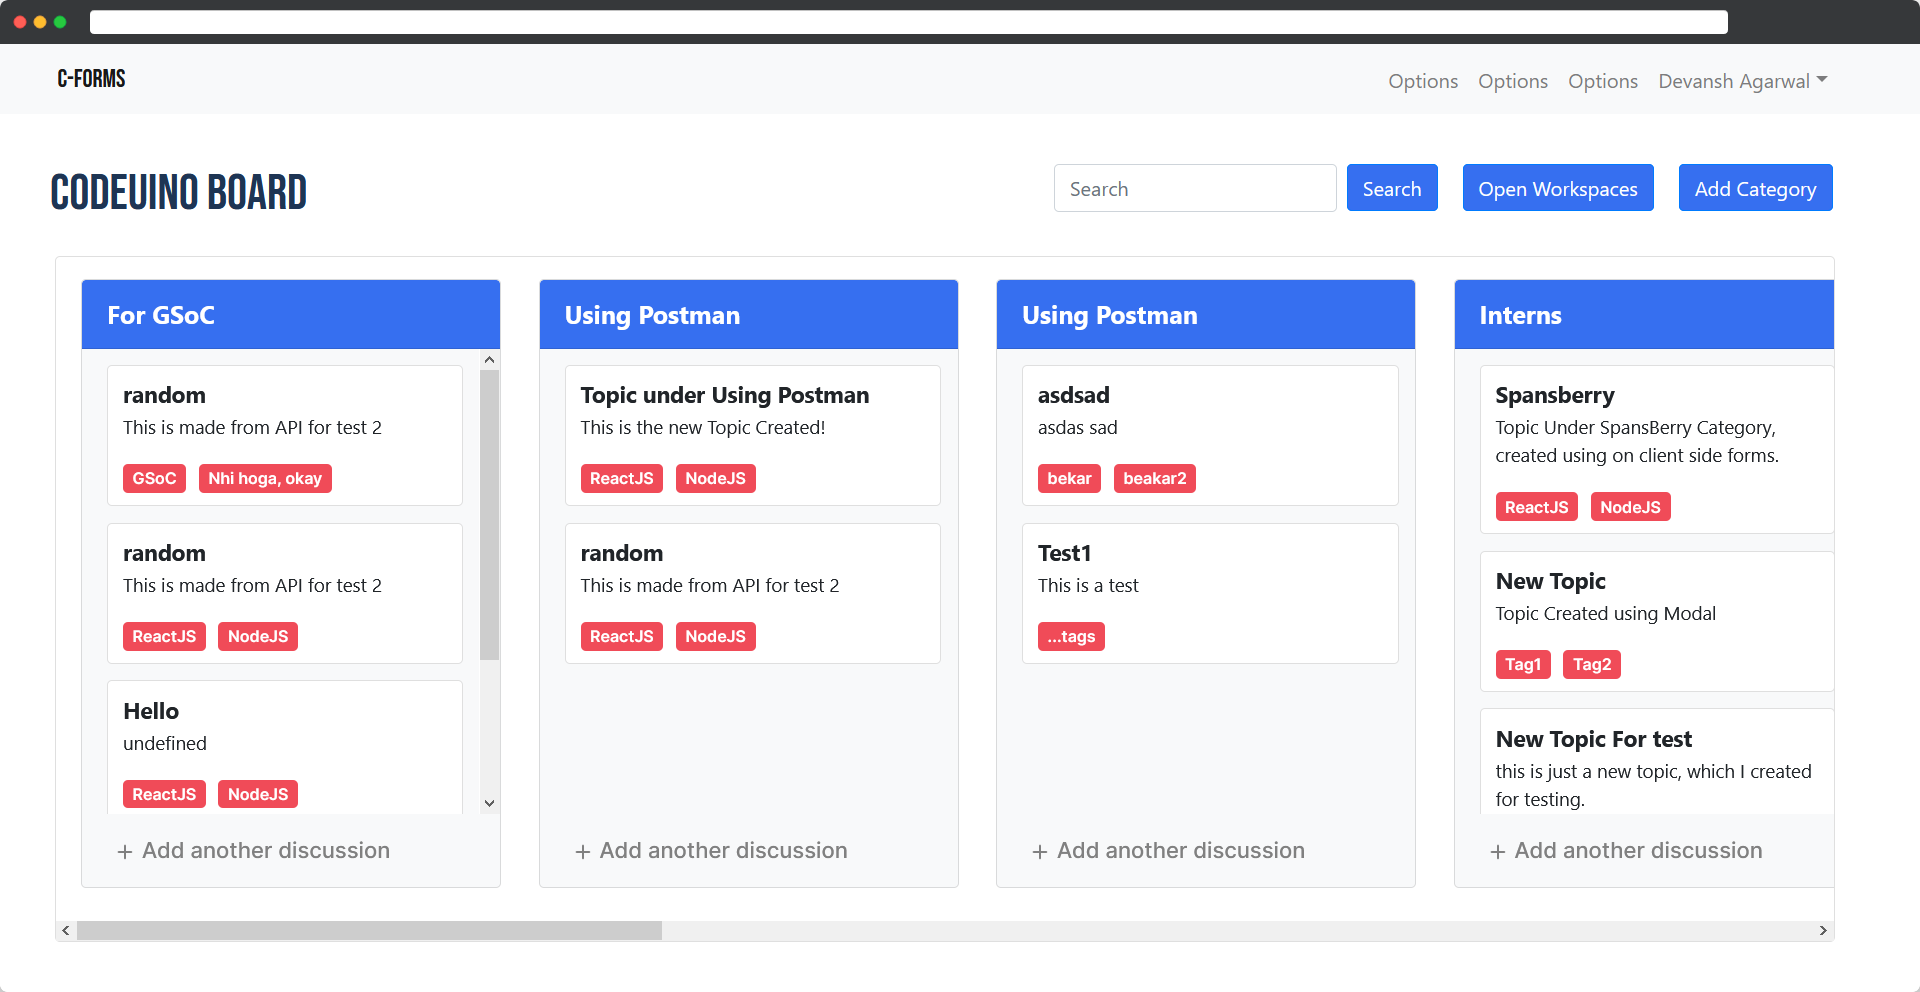 C-FORMS
Options Options Options Devansh Agarwal
CODEUINO BOARD
Search
Search
Open Workspaces
Add Category
For GSoC
random
This is made from API for test 2
GSoC Nhi hoga, okay
random
This is made from API for test 2
ReactJS NodeJS
Hello
undefined
ReactJS NodeJS
+ Add another discussion
Using Postman
Topic under Using Postman
This is the new Topic Created!
ReactJS NodeJS
random
This is made from API for test 2
ReactJS NodeJS
+ Add another discussion
Using Postman
asdsad
asdas sad
bekar beakar2
Test1
This is a test
...tags
+ Add another discussion
Interns
Spansberry
Topic Under SpansBerry Category,
created using on client side forms.
ReactJS NodeJS
New Topic
Topic Created using Modal
Tag1 Tag2
New Topic For test
this is just a new topic, which I created
for testing.
+ Add another discussion